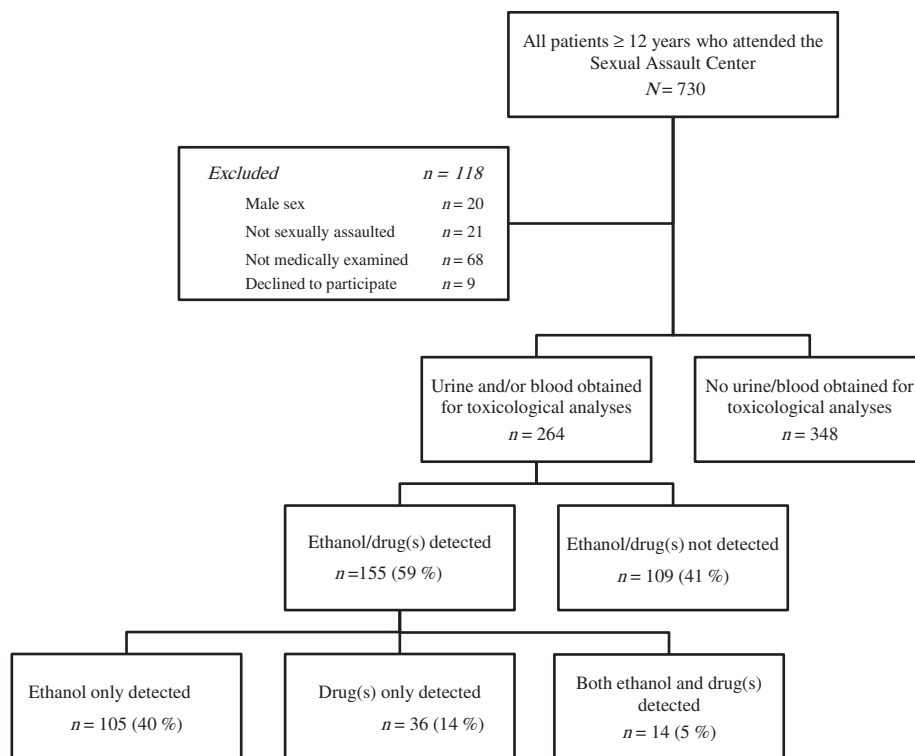 All patients ≥ 12 years who attended the
Sexual Assault Center
N = 730
Excluded n = 118
Male sex n = 20
Not sexually assaulted n = 21
Not medically examined n = 68
Declined to participate n = 9
Urine and/or blood obtained
for toxicological analyses
n = 264
No urine/blood obtained for
toxicological analyses
n = 348
Ethanol/drug(s) detected
n =155 (59 %)
Ethanol/drug(s) not detected
n = 109 (41 %)
Ethanol only detected
n = 105 (40 %)
Drug(s) only detected
n = 36 (14 %)
Both ethanol and drug(s)
detected
n = 14 (5 %)